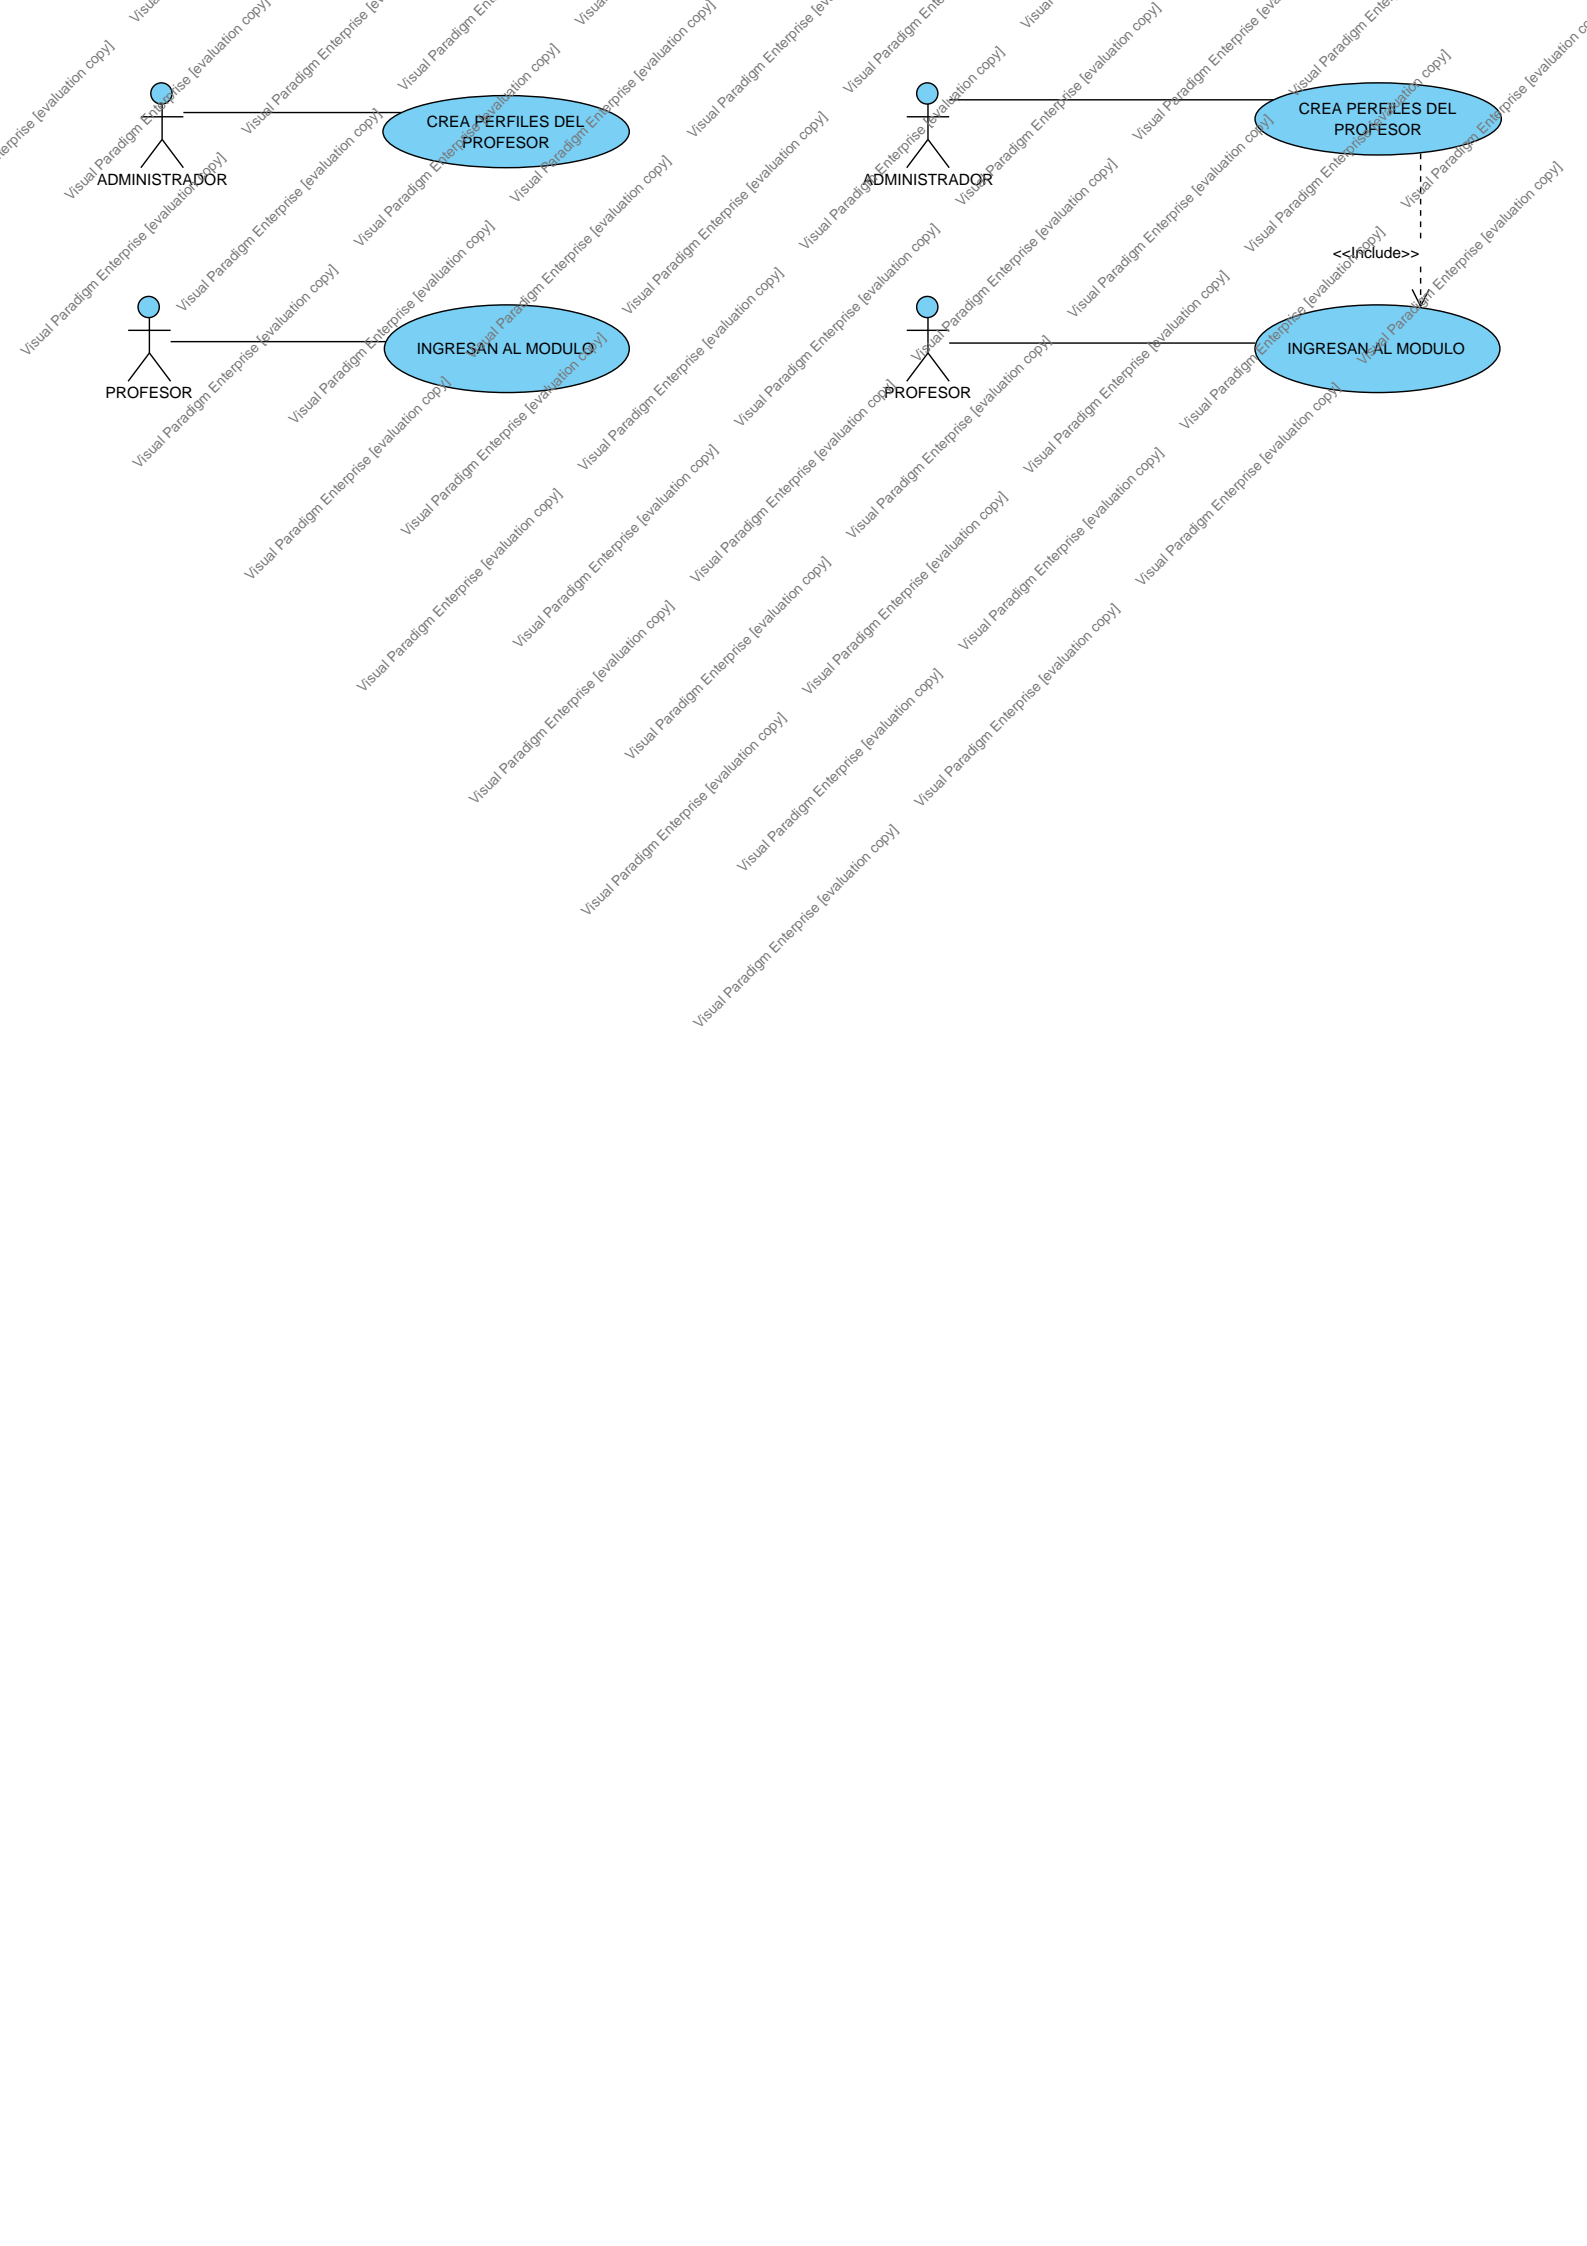 CREA PERFILES DEL
PROFESOR
ADMINISTRADOR
CREA PERFILES DEL
PROFESOR
ADMINISTRADOR
<<Include>>
INGRESAN AL MODULO
PROFESOR
INGRESAN AL MODULO
PROFESOR
Visual Paradigm Enterprise [evaluation copy]